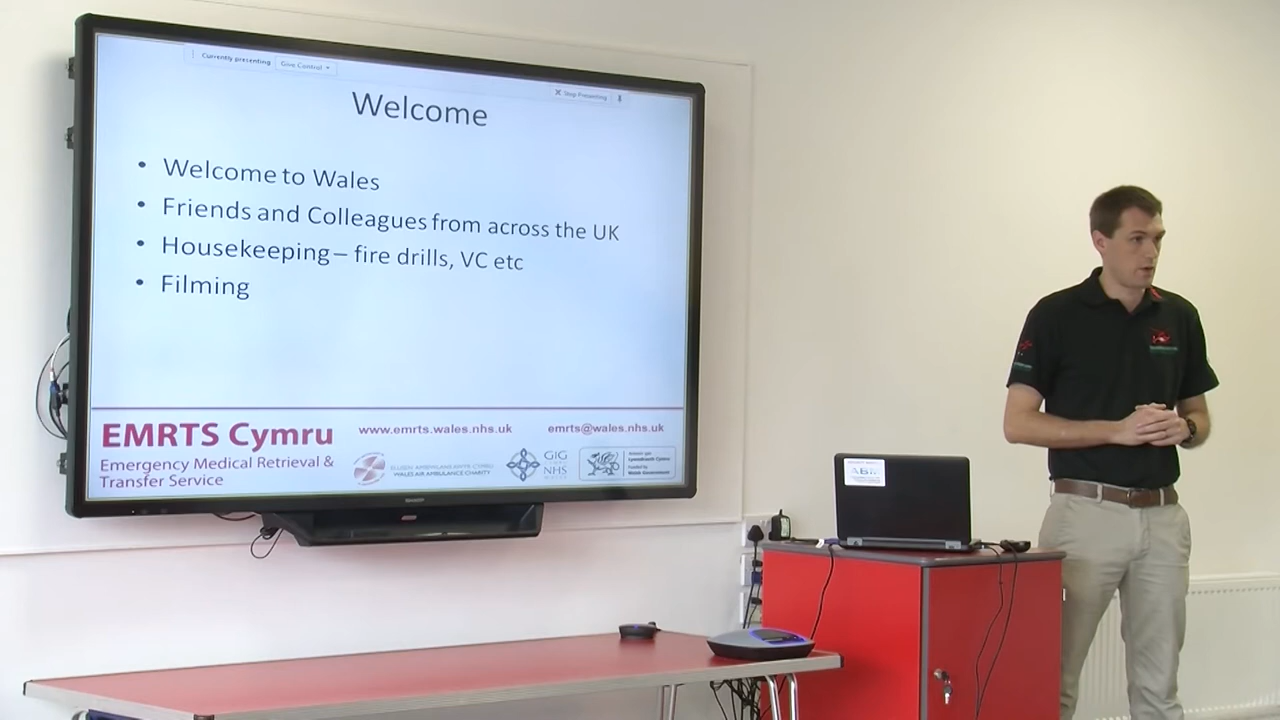 Currently presenting Give Control
Stop Presenting
Welcome
• Welcome to Wales
• Friends and Colleagues from across the UK
• Housekeeping – fire drills, VC etc
• Filming
EMRTS Cymru
Emergency Medical Retrieval &
Transfer Service
www.emrts.wales.nhs.uk
emrts@wales.nhs.uk
WALES AIR AMBULANCE CHARITY
GIG
NHS